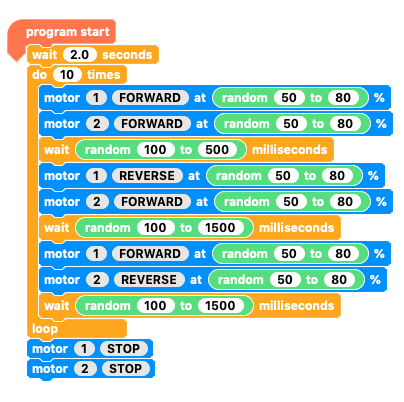 program start
wait 2.0 seconds
do 10 times
motor 1 FORWARD at random 50 to 80 %
motor 2 FORWARD at random 50 to 80 %
wait random 100 to 500 milliseconds
motor 1 REVERSE at random 50 to 80 %
motor 2 FORWARD at random 50 to 80 %
wait random 100 to 1500 milliseconds
motor 1 FORWARD at random 50 to 80 %
motor 2 REVERSE at random 50 to 80 %
wait random 100 to 1500 milliseconds
loop
motor 1 STOP
motor 2 STOP